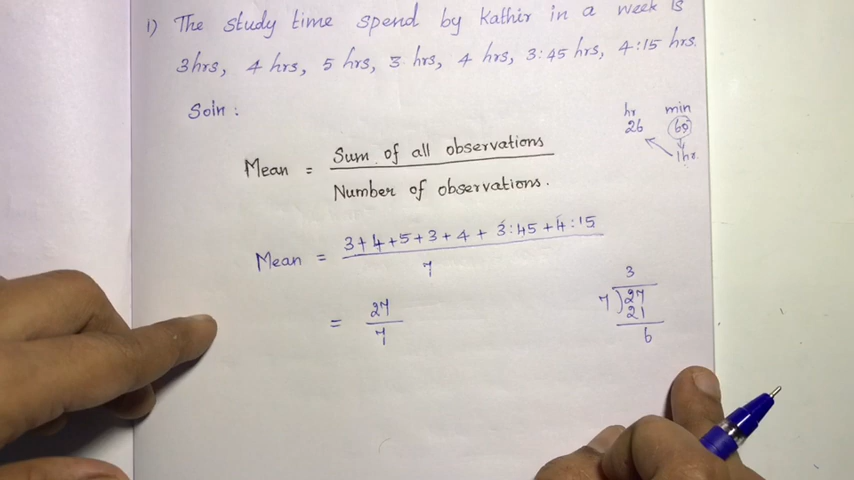 1) The study time spend by Kathir in a week is
3hrs, 4 hrs, 5 hrs, 3 hrs, 4 hrs, 3:45 hrs, 4:15 hrs.
Soln :
hr min
26 60
1hr.
Mean = Sum of all observations
Number of observations.
Mean = 3+4+5+3+4+3:45+4:15
7
= 27
7
3
7)27
21
6